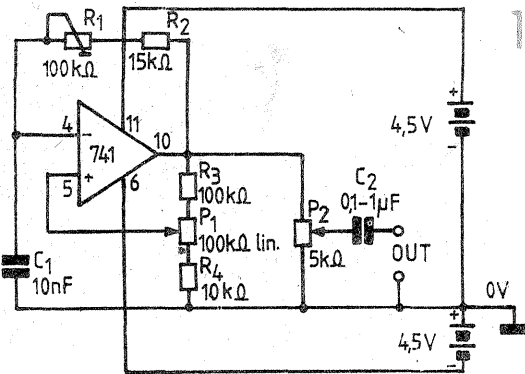 1
R1
R2
100kΩ
15kΩ
4
−
11
10
741
5
+
6
R3
100kΩ
P1
100kΩ lin.
R4
10kΩ
C1
10nF
P2
5kΩ
C2
0,1-1µF
OUT
+
4,5V
−
0V
+
4,5V
−